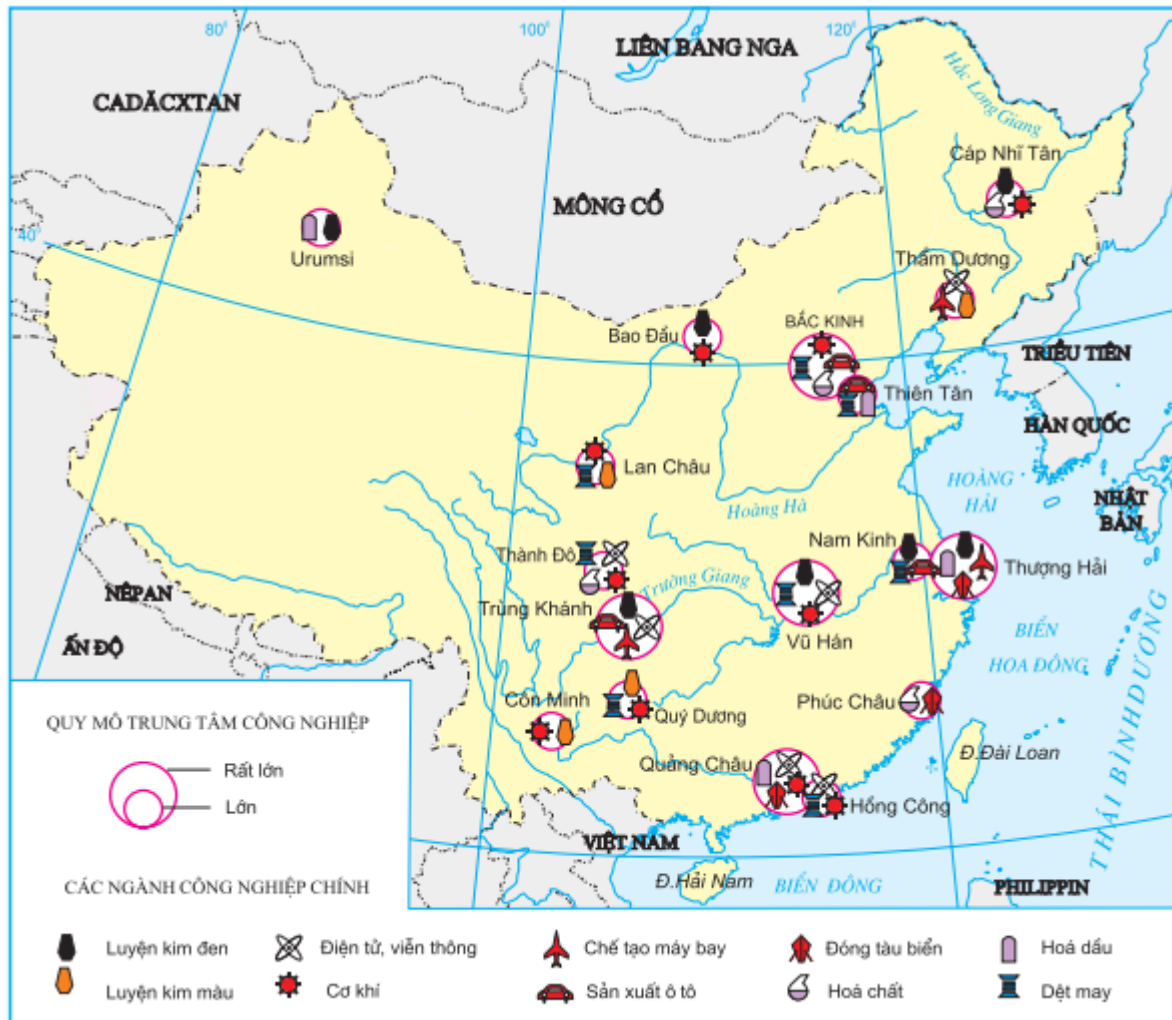 80⁰
100⁰
120⁰
LIÊN BANG NGA
CADĂCXTAN
Hắc Long Giang
Cáp Nhĩ Tân
MÔNG CỔ
40⁰
Urumsi
Thẩm Dương
Bao Đầu
BẮC KINH
TRIỀU TIÊN
Thiên Tân
HÀN QUỐC
Lan Châu
HOÀNG
HẢI
NHẬT
BẢN
Hoàng Hà
Nam Kinh
Thành Đô
Thượng Hải
Trường Giang
NÊPAN
Trùng Khánh
Vũ Hán
BIỂN
HOA ĐÔNG
ẤN ĐỘ
Côn Minh
Quý Dương
Phúc Châu
Quảng Châu
Đ.Đài Loan
Hồng Công
THÁI BÌNH DƯƠNG
VIỆT NAM
Đ.Hải Nam
BIỂN ĐÔNG
PHILIPPIN
QUY MÔ TRUNG TÂM CÔNG NGHIỆP
Rất lớn
Lớn
CÁC NGÀNH CÔNG NGHIỆP CHÍNH
Luyện kim đen
Điện tử, viễn thông
Chế tạo máy bay
Đóng tàu biển
Hoá dầu
Luyện kim màu
Cơ khí
Sản xuất ô tô
Hoá chất
Dệt may